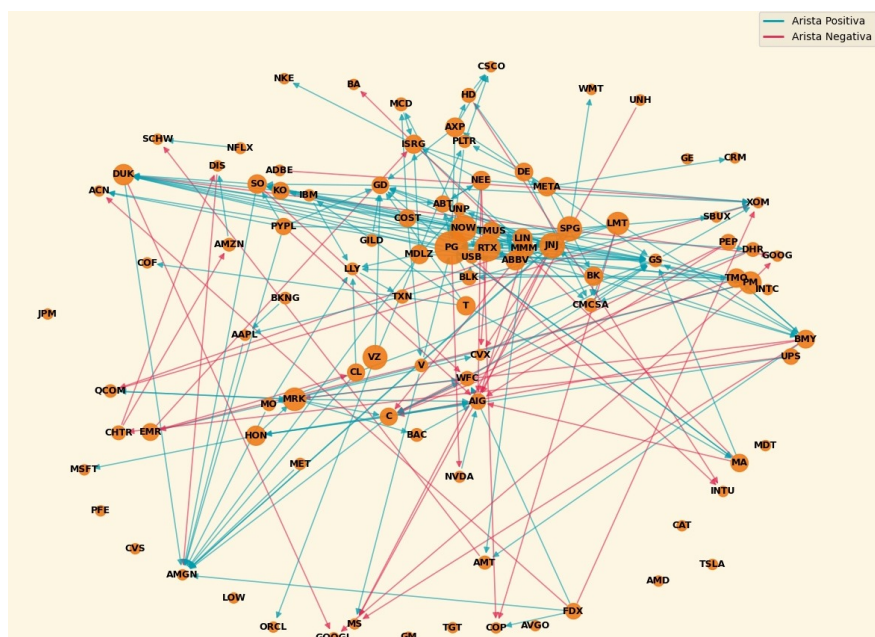 Arista Positiva
Arista Negativa
CSCO
NKE
BA
WMT
HD
UNH
MCD
AXP
PLTR
SCHW
ISRG
NFLX
GE
CRM
DIS
ADBE
DE
DUK
NEE
META
SO
GD
ACN
KO
IBM
XOM
ABT
UNP
SBUX
COST
LMT
PYPL
NOW
SPG
TMUS
LIN
GILD
AMZN
PG
RTX
MMM
JNJ
PEP
DHR
MDLZ
USB
ABBV
GS
GOOG
COF
LLY
BLK
BK
TMO
PM
INTC
BKNG
TXN
T
CMCSA
JPM
AAPL
BMY
VZ
CVX
UPS
V
CL
WFC
QCOM
MO
MRK
AIG
C
CHTR
EMR
HON
BAC
MDT
MSFT
MET
NVDA
MA
INTU
PFE
CAT
CVS
AMT
TSLA
AMGN
AMD
LOW
FDX
ORCL
MS
TGT
COP
AVGO
GOOGL
GM